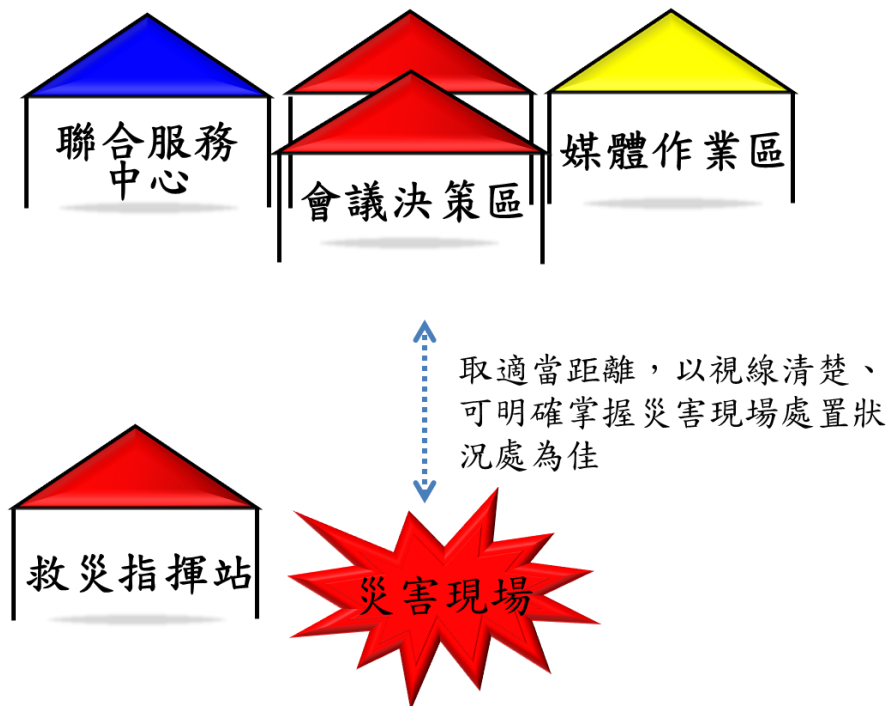 聯合服務
中心
會議決策區
媒體作業區
取適當距離，以視線清楚、
可明確掌握災害現場處置狀
況處為佳
救災指揮站
災害現場